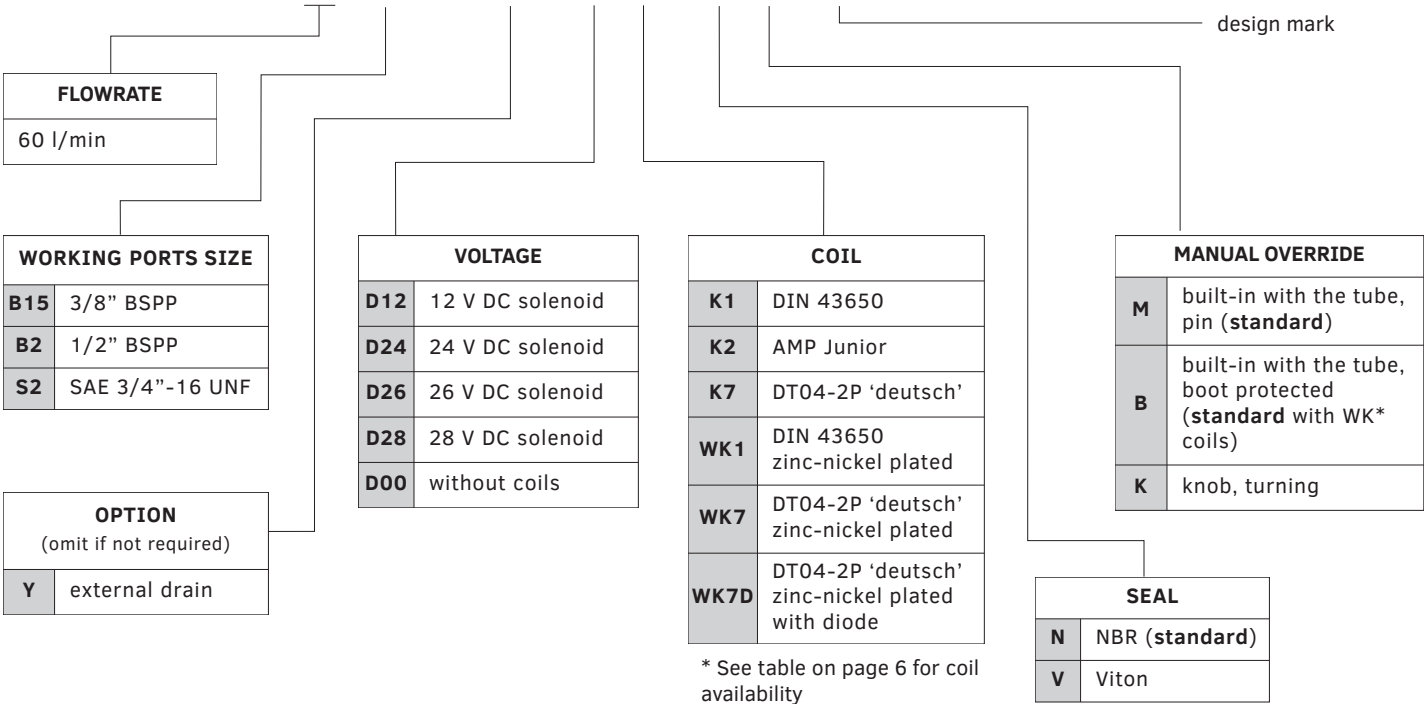 design mark
FLOWRATE
60 l/min
WORKING PORTS SIZE
B15 3/8” BSPP
B2 1/2” BSPP
S2 SAE 3/4”-16 UNF
OPTION
(omit if not required)
Y external drain
VOLTAGE
D12 12 V DC solenoid
D24 24 V DC solenoid
D26 26 V DC solenoid
D28 28 V DC solenoid
D00 without coils
COIL
K1 DIN 43650
K2 AMP Junior
K7 DT04-2P ‘deutsch’
WK1 DIN 43650
zinc-nickel plated
WK7 DT04-2P ‘deutsch’
zinc-nickel plated
WK7D DT04-2P ‘deutsch’
zinc-nickel plated
with diode
* See table on page 6 for coil
availability
MANUAL OVERRIDE
M built-in with the tube,
pin (standard)
B built-in with the tube,
boot protected
(standard with WK*
coils)
K knob, turning
SEAL
N NBR (standard)
V Viton